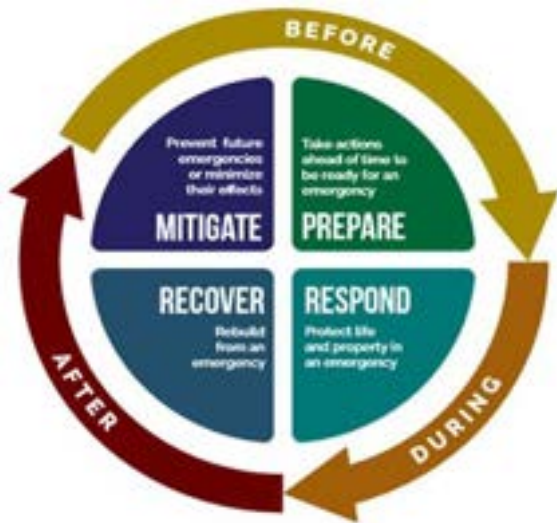 BEFORE
Prevent future
emergencies
or minimize
their effects
MITIGATE
Take actions
ahead of time to
be ready for an
emergency
PREPARE
RECOVER
Rebuild
from an
emergency
RESPOND
Protect life
and property in
an emergency
AFTER
DURING